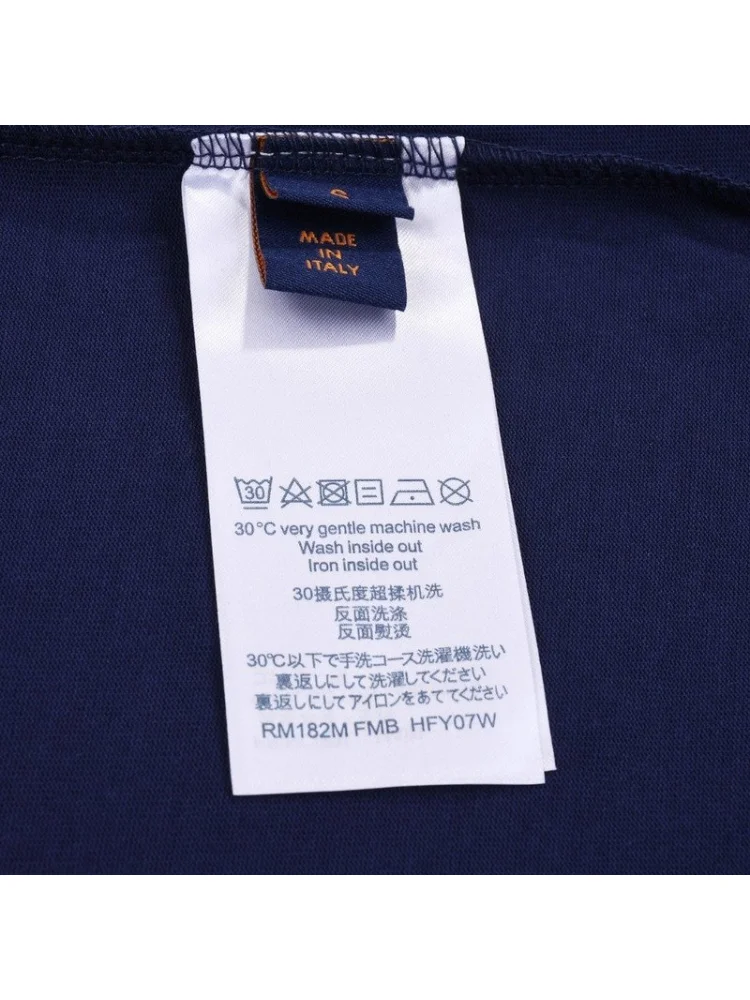 S
MADE
IN
ITALY
30
30°C very gentle machine wash
Wash inside out
Iron inside out
30摄氏度超揉机洗
反面洗涤
反面熨烫
30℃以下で手洗コース洗濯機洗い
裏返しにして洗濯してください
裏返しにしてアイロンをあててください
RM182M FMB HFY07W